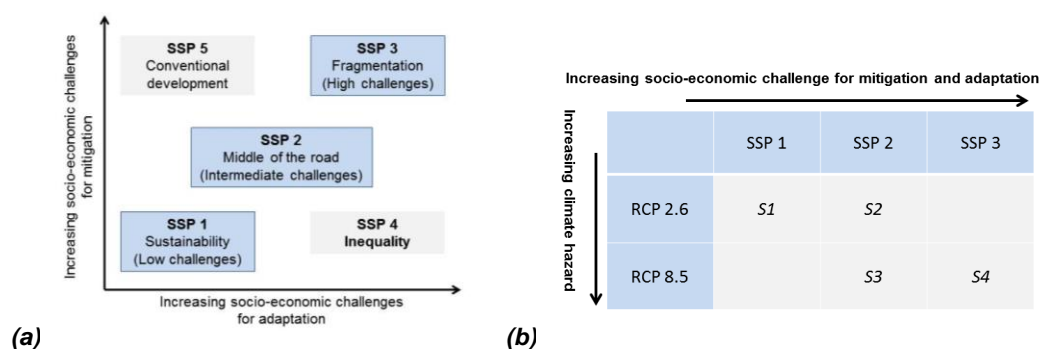 Increasing socio-economic challenges
for mitigation
SSP 5
Conventional
development
SSP 3
Fragmentation
(High challenges)
SSP 2
Middle of the road
(Intermediate challenges)
SSP 1
Sustainability
(Low challenges)
SSP 4
Inequality
Increasing socio-economic challenges
for adaptation
(a)
Increasing socio-economic challenge for mitigation and adaptation
Increasing climate
hazard
SSP 1 SSP 2 SSP 3
RCP 2.6 S1 S2
RCP 8.5 S3 S4
(b)